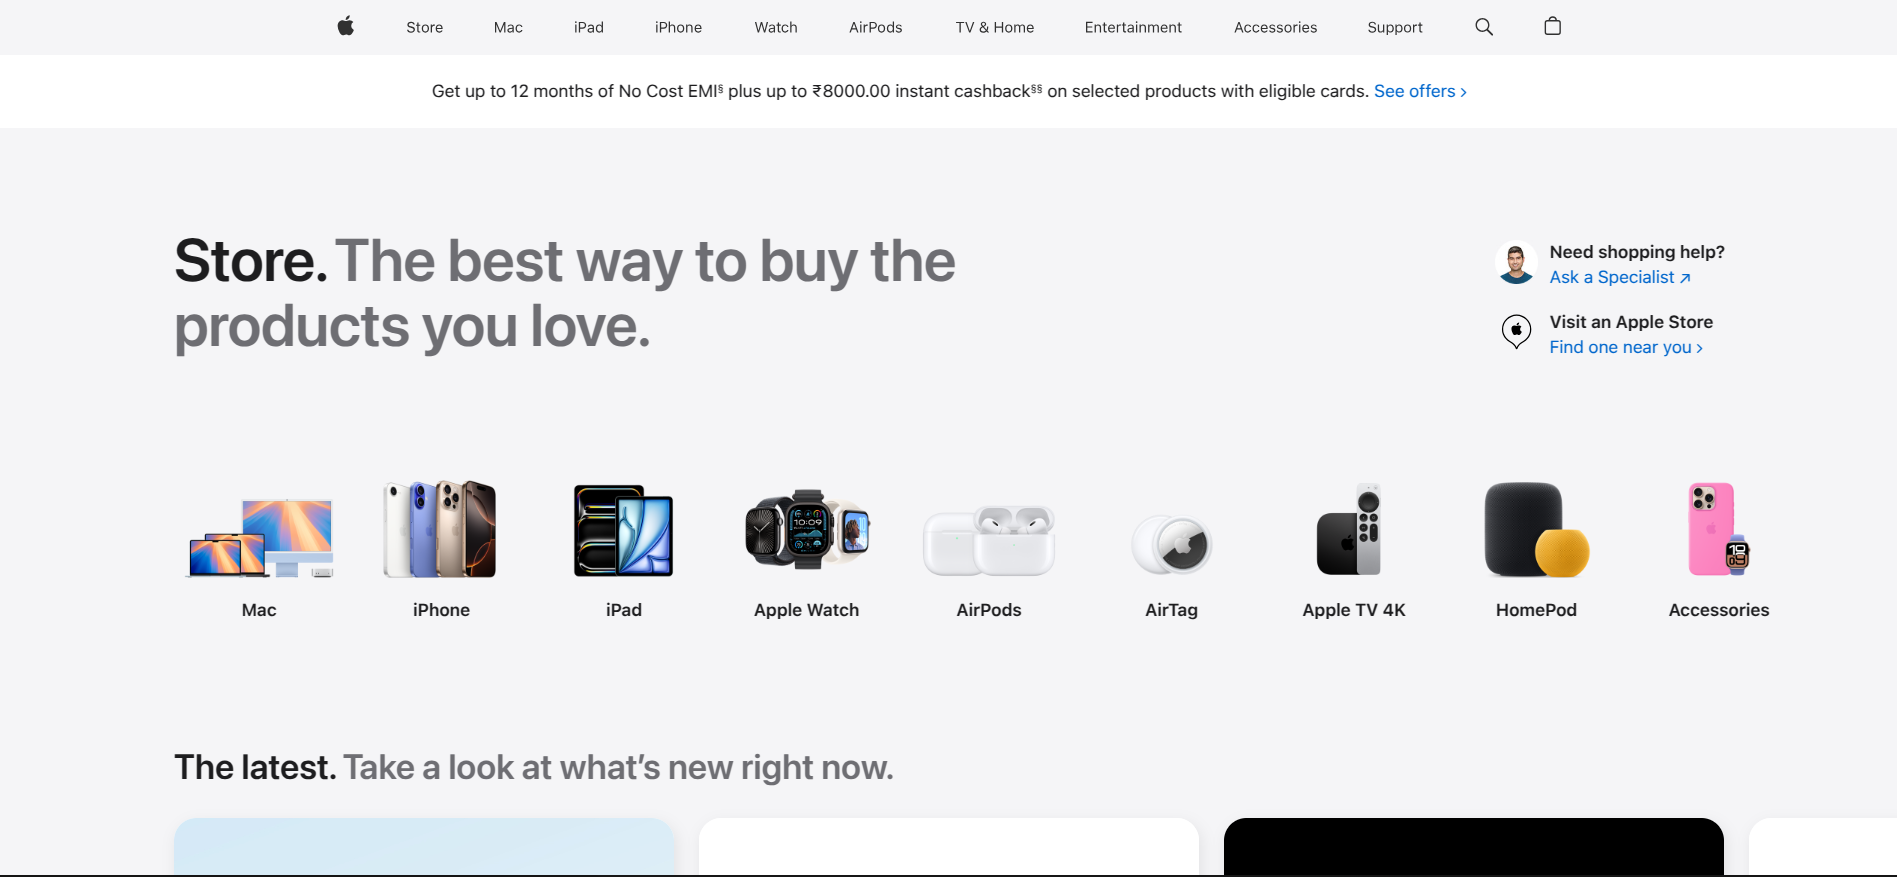 Store
Mac
iPad
iPhone
Watch
AirPods
TV & Home
Entertainment
Accessories
Support
Get up to 12 months of No Cost EMI§ plus up to ₹8000.00 instant cashback§§ on selected products with eligible cards. See offers >
Store. The best way to buy the
products you love.
Need shopping help?
Ask a Specialist ↗
Visit an Apple Store
Find one near you >
Mac
iPhone
iPad
Apple Watch
AirPods
AirTag
Apple TV 4K
HomePod
Accessories
The latest. Take a look at what’s new right now.